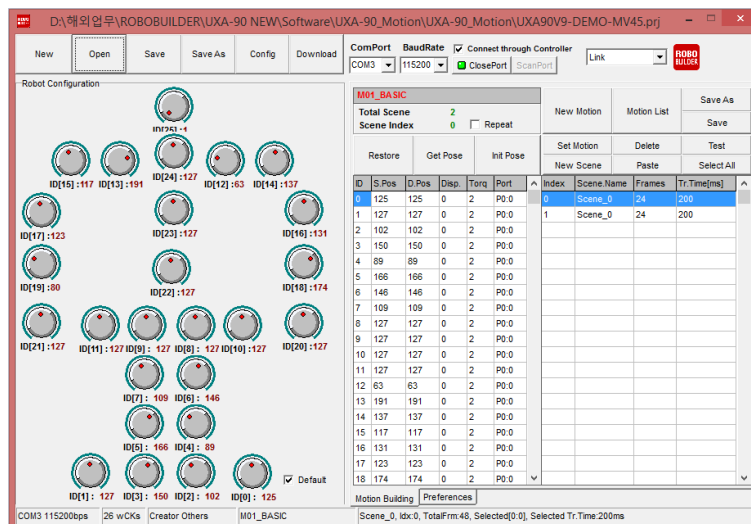 D:\해외업무\ROBOBUILDER\UXA-90 NEW\Software\UXA-90_Motion\UXA-90_Motion\UXA90V9-DEMO-MV45.prj
New Open Save Save As Config Download
ComPort BaudRate Connect through Controller
COM3 115200 ClosePort ScanPort Link ROBO BUILDER
Robot Configuration
ID[25] :1
ID[15] :117 ID[13] :191 ID[24] :127 ID[12] :63 ID[14] :137
ID[17] :123 ID[23] :127 ID[16] :131
ID[19] :80 ID[22] :127 ID[18] :174
ID[21] :127 ID[11] : 127 ID[9] : 127 ID[8] : 127 ID[10] :127 ID[20] :127
ID[7] : 109 ID[6] : 146
ID[5] : 166 ID[4] : 89
ID[1] : 127 ID[3] : 150 ID[2] : 102 ID[0] : 125
Default
M01_BASIC
Total Scene 2
Scene Index 0 Repeat
Restore Get Pose Init Pose
New Motion Motion List Save As
Save
Set Motion Delete Test
New Scene Paste Select All
ID S.Pos D.Pos Disp. Torq Port
0 125 125 0 2 P0:0
1 127 127 0 2 P0:0
2 102 102 0 2 P0:0
3 150 150 0 2 P0:0
4 89 89 0 2 P0:0
5 166 166 0 2 P0:0
6 146 146 0 2 P0:0
7 109 109 0 2 P0:0
8 127 127 0 2 P0:0
9 127 127 0 2 P0:0
10 127 127 0 2 P0:0
11 127 127 0 2 P0:0
12 63 63 0 2 P0:0
13 191 191 0 2 P0:0
14 137 137 0 2 P0:0
15 117 117 0 2 P0:0
16 131 131 0 2 P0:0
17 123 123 0 2 P0:0
18 174 174 0 2 P0:0
Index Scene.Name Frames Tr.Time[ms]
0 Scene_0 24 200
1 Scene_0 24 200
Motion Building Preferences
COM3 115200bps 26 wCKs Creator Others M01_BASIC Scene_0, Idx:0, TotalFrm:48, Selected[0:0], Selected Tr.Time:200ms